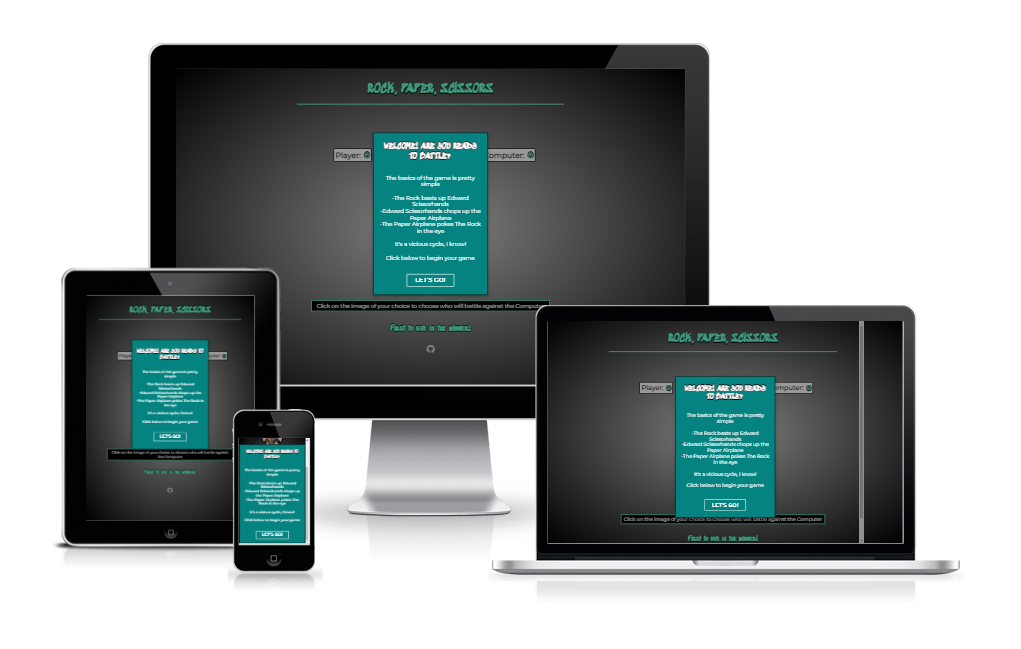 ROCK, PAPER, SCISSORS
Player: 0
Computer: 0
WELCOME! ARE YOU READY
TO BATTLE?
The basics of the game is pretty
simple
-The Rock beats up Edward
Scissorhands
-Edward Scissorhands chops up the
Paper Airplane
-The Paper Airplane pokes The Rock
in the eye
It's a vicious cycle, I know!
Click below to begin your game
LET'S GO!
Click on the image of your choice to choose who will battle against the Computer
First to five is the winner!
ROCK, PAPER, SCISSORS
Playe
uter: 0
WELCOME! ARE YOU READY TO
BATTLE?
The basics of the game is pretty
simple
-The Rock beats up Edward
Scissorhands
-Edward Scissorhands chops up the
Paper Airplane
-The Paper Airplane pokes The Rock in
the eye
It's a vicious cycle, I know!
Click below to begin your game
LET'S GO!
Click on the image of your choice to choose who will battle against
the Computer
First to five is the winner!
WELCOME! ARE YOU READY TO
BATTLE?
The basics of the game is pretty
simple
-The Rock beats up Edward
Scissorhands
-Edward Scissorhands chops up
the Paper Airplane
-The Paper Airplane pokes The
Rock in the eye
It's a vicious cycle, I know!
Click below to begin your game
LET'S GO!
ROCK, PAPER, SCISSORS
Player: 0
mputer: 0
WELCOME! ARE YOU READY
TO BATTLE?
The basics of the game is pretty
simple
-The Rock beats up Edward
Scissorhands
-Edward Scissorhands chops up the
Paper Airplane
-The Paper Airplane pokes The Rock
in the eye
It's a vicious cycle, I know!
Click below to begin your game
LET'S GO!
Click on the image of your choice to choose who will battle against the Computer
First to five is the winner!